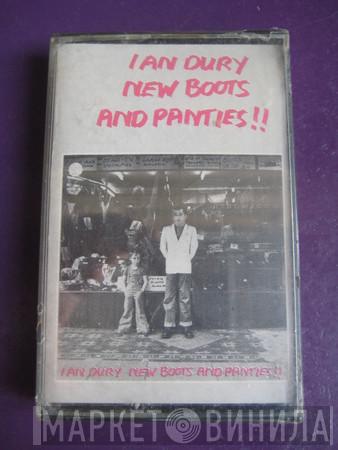 IAN DURY
NEW BOOTS
AND PANTIES!!
IAN DURY NEW BOOTS AND PANTIES!!
МАРКЕТ ВИНИЛА